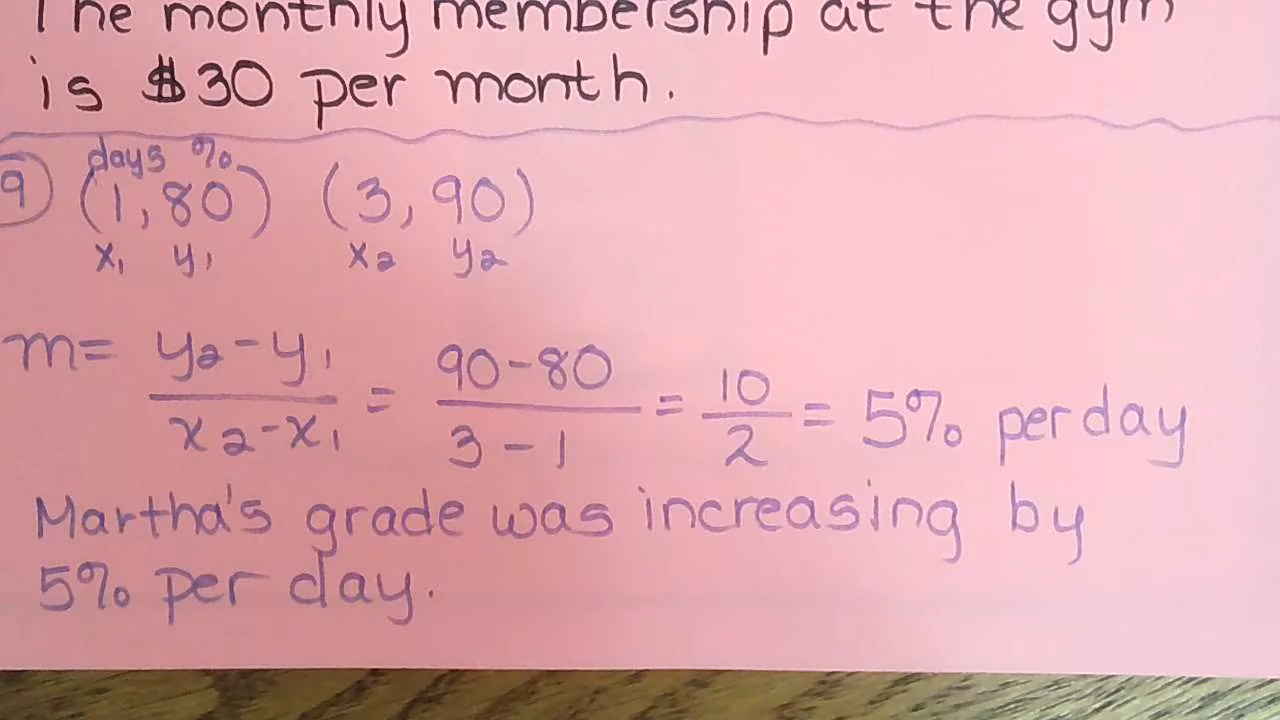 The monthly membership at the gym
is $30 per month.
days %
9 (1, 80) (3, 90)
x₁ y₁ x₂ y₂
m= y₂-y₁ / x₂-x₁ = 90-80 / 3-1 = 10 / 2 = 5% per day
Martha's grade was increasing by
5% per day.